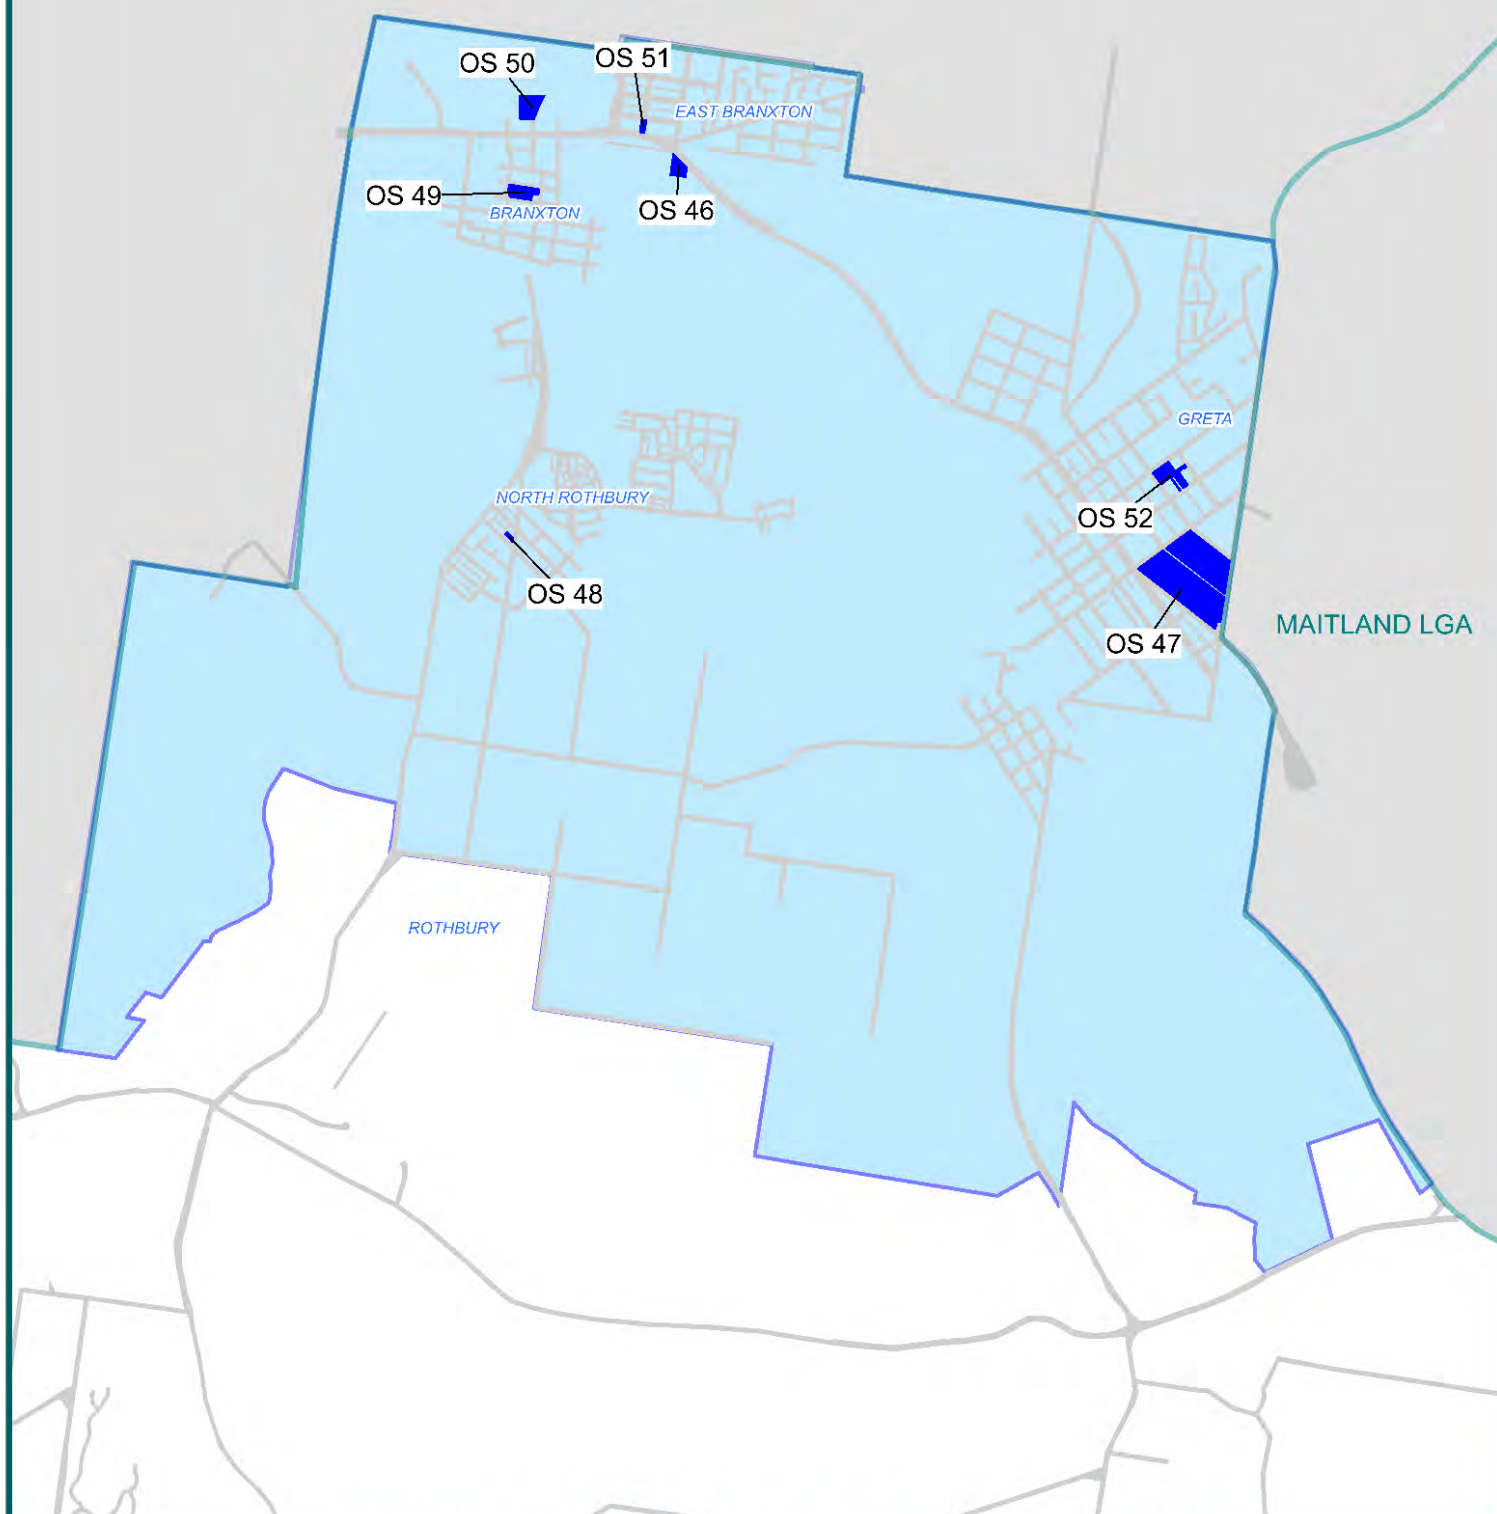 OS 51
OS 50
EAST BRANXTON
OS 49
OS 46
BRANXTON
GRETA
NORTH ROTHBURY
OS 52
OS 48
MAITLAND LGA
OS 47
ROTHBURY